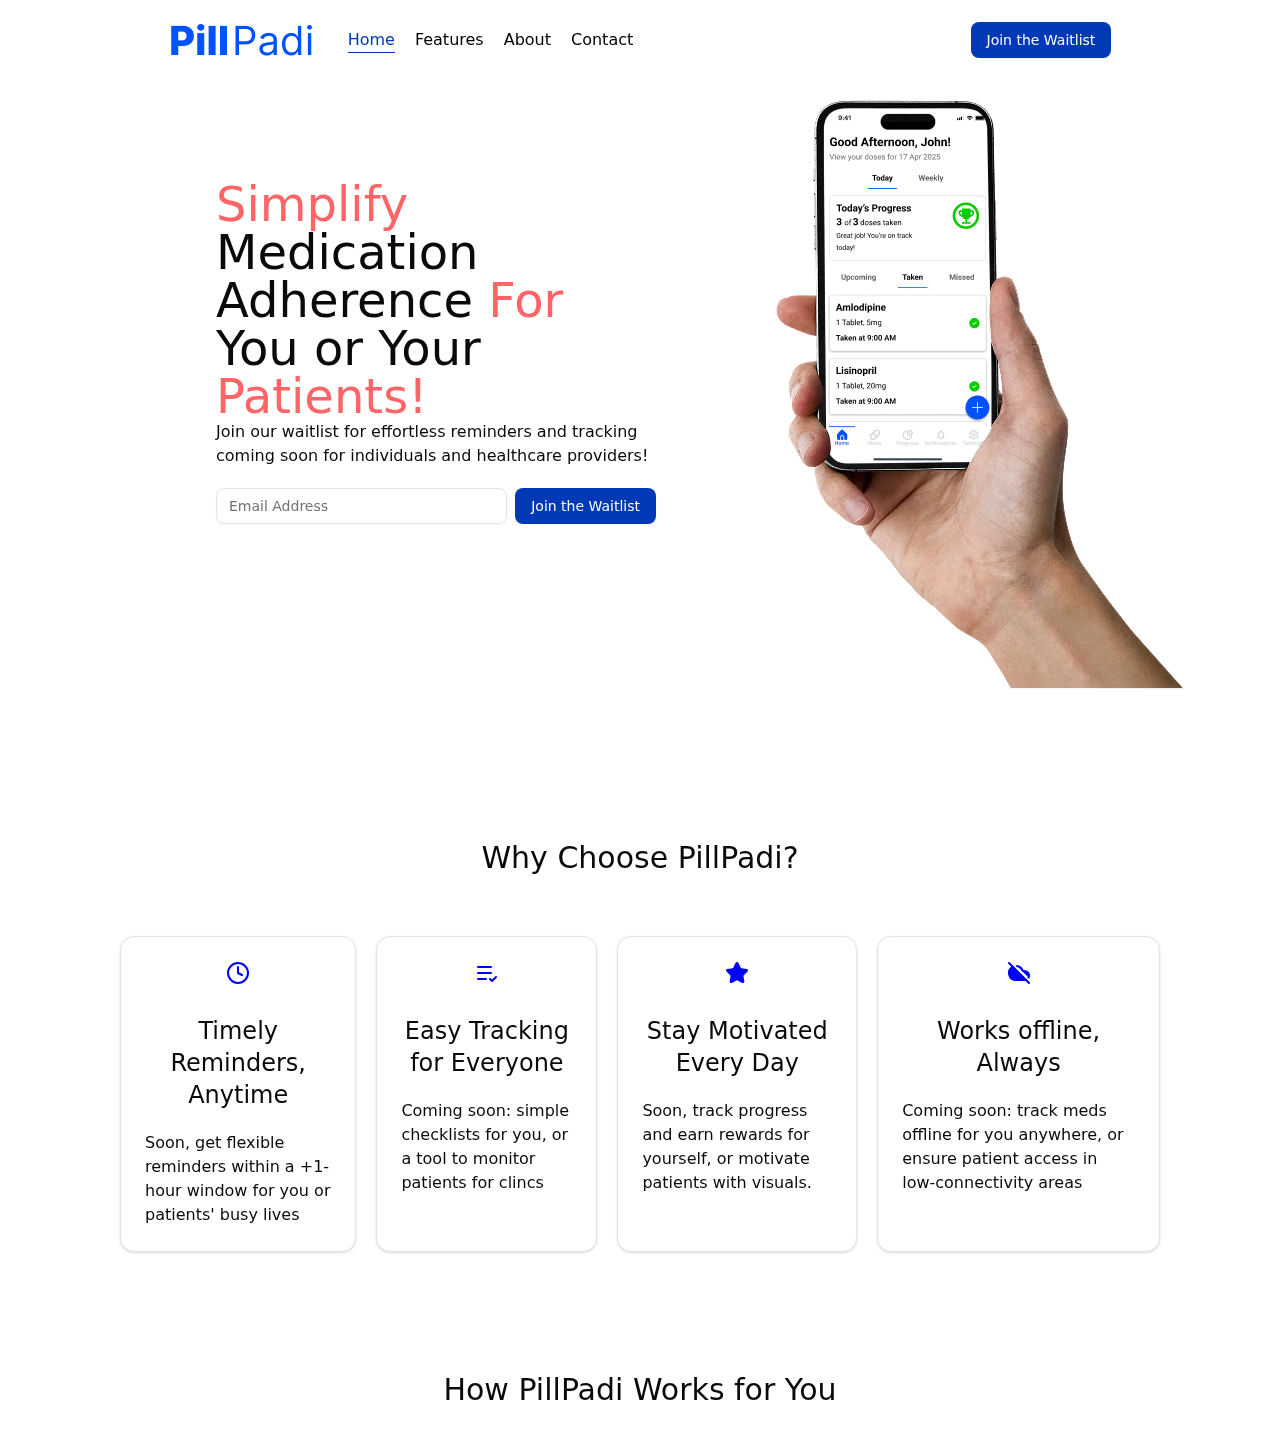 PillPadi
Home
Features
About
Contact
Join the Waitlist
Simplify
Medication
Adherence For
You or Your
Patients!
Join our waitlist for effortless reminders and tracking
coming soon for individuals and healthcare providers!
Email Address
Join the Waitlist
9:41
Good Afternoon, John!
View your doses for 17 Apr 2025
Today
Weekly
Today's Progress
3 of 3 doses taken
Great job! You're on track
today!
Upcoming
Taken
Missed
Amlodipine
1 Tablet, 5mg
Taken at 9:00 AM
Lisinopril
1 Tablet, 20mg
Taken at 9:00 AM
Home
Meds
Progress
Notifications
Why Choose PillPadi?
Timely
Reminders,
Anytime
Soon, get flexible
reminders within a +1-
hour window for you or
patients' busy lives
Easy Tracking
for Everyone
Coming soon: simple
checklists for you, or
a tool to monitor
patients for clincs
Stay Motivated
Every Day
Soon, track progress
and earn rewards for
yourself, or motivate
patients with visuals.
Works offline,
Always
Coming soon: track meds
offline for you anywhere, or
ensure patient access in
low-connectivity areas
How PillPadi Works for You